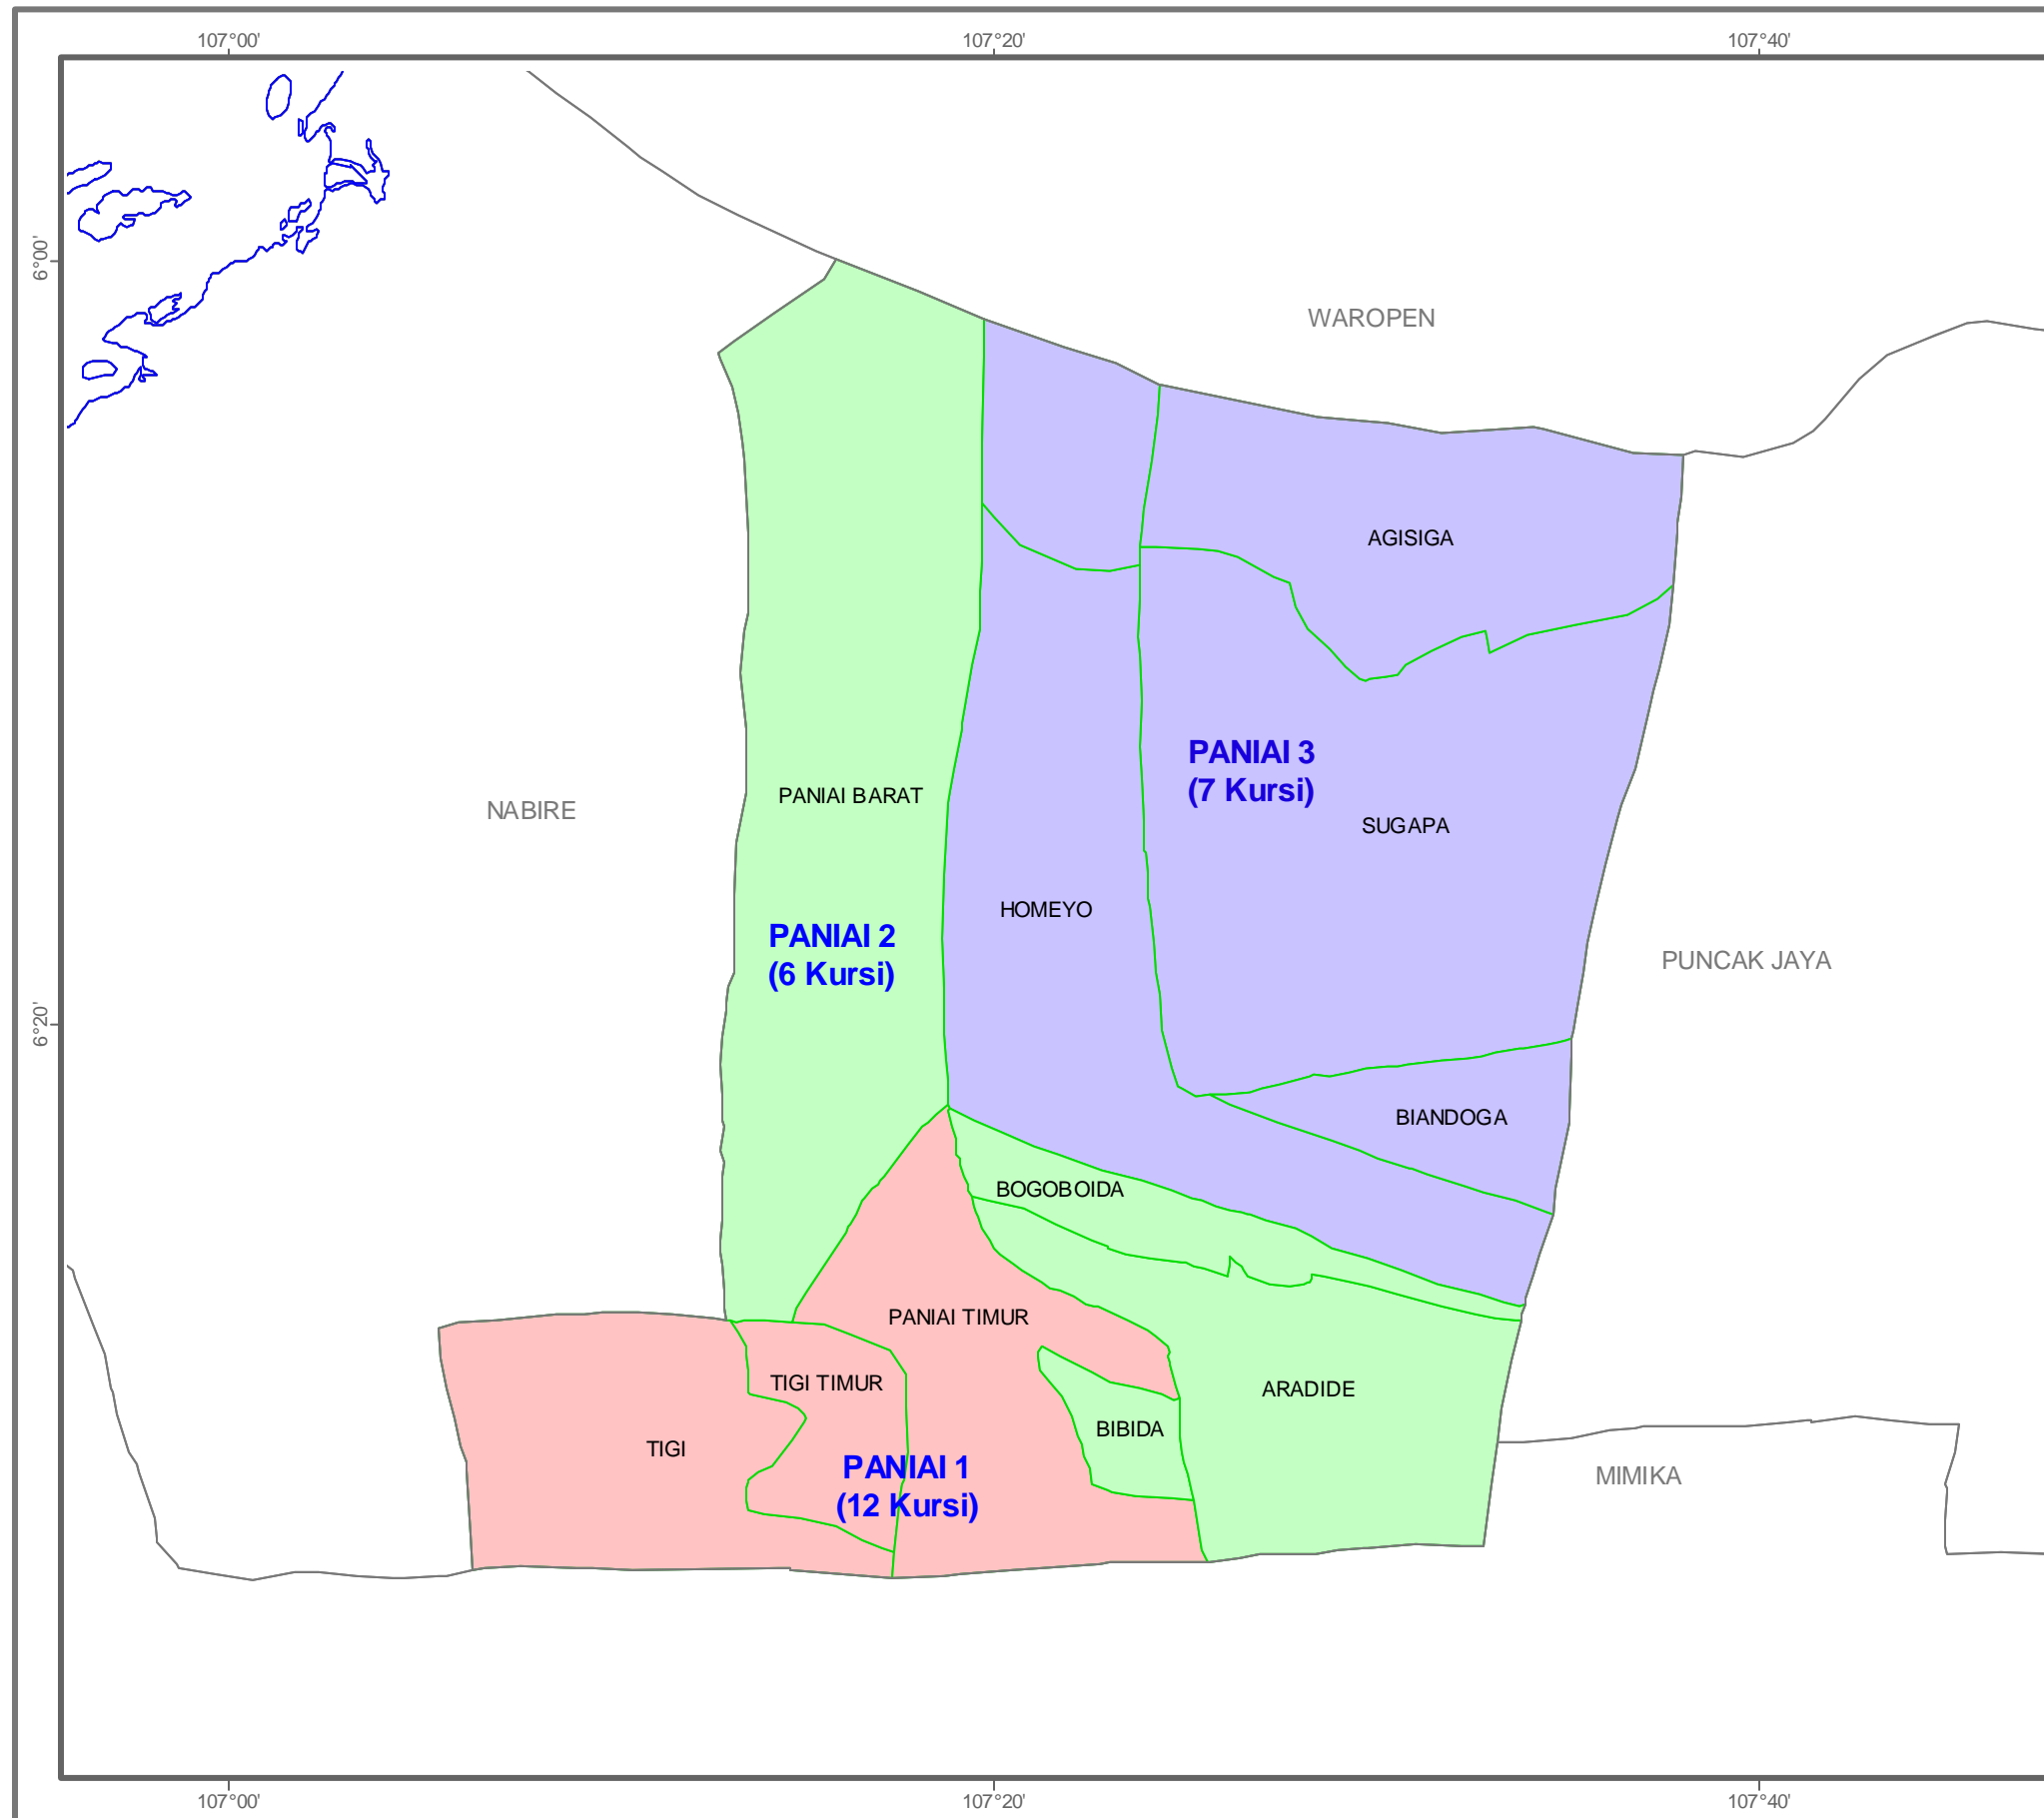 107°00'
107°20'
107°40'
6°00'
WAROPEN
AGISIGA
PANIAI 3
(7 Kursi)
PANIAI BARAT
NABIRE
SUGAPA
HOMEYO
PANIAI 2
(6 Kursi)
PUNCAK JAYA
6°20'
BIANDOGA
BOGOBOIDA
PANIAI TIMUR
TIGI TIMUR
ARADIDE
BIBIDA
TIGI
PANIAI 1
(12 Kursi)
MIMIKA
107°00'
107°20'
107°40'